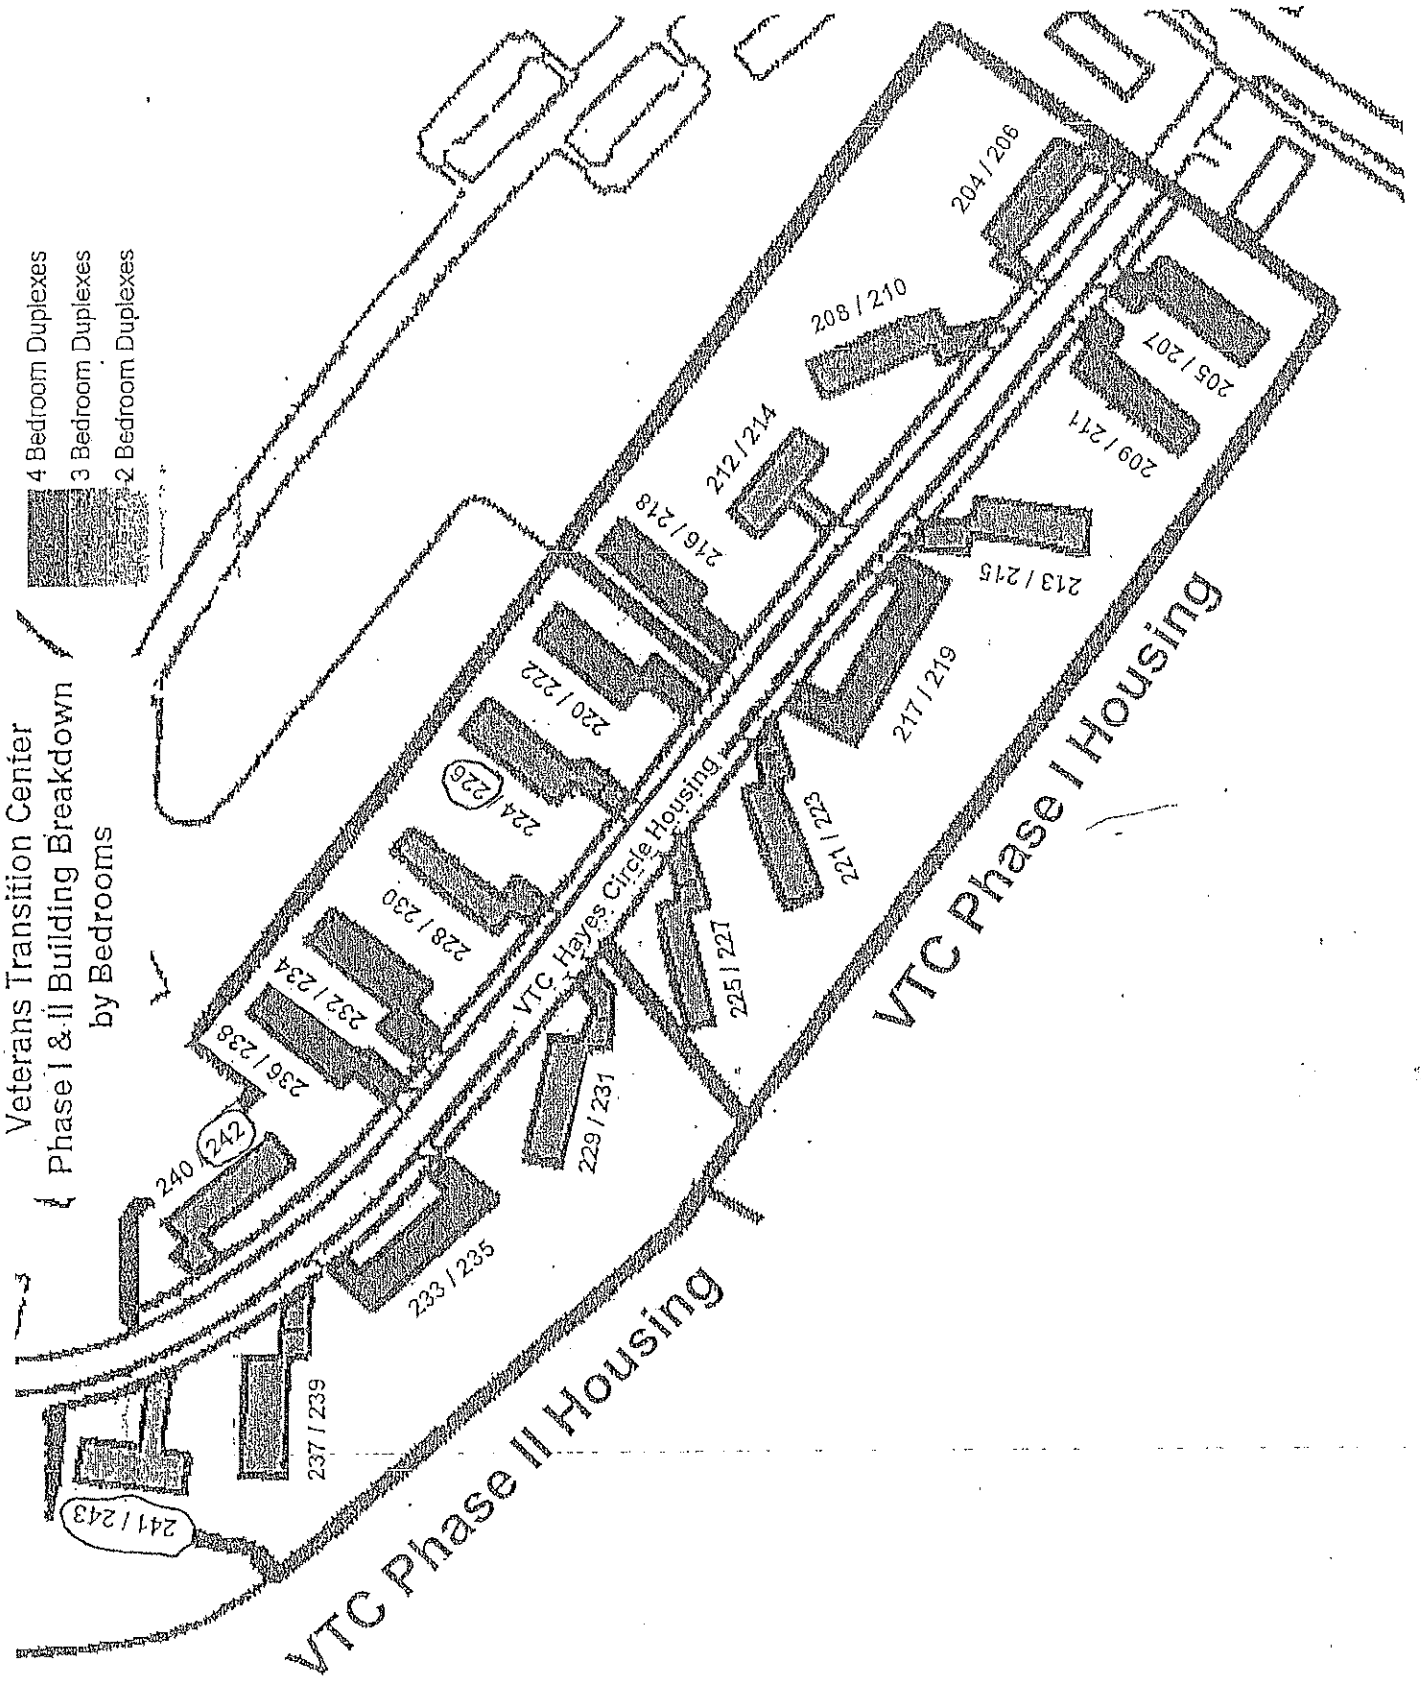 Veterans Transition Center
Phase I & II Building Breakdown
by Bedrooms
4 Bedroom Duplexes
3 Bedroom Duplexes
2 Bedroom Duplexes
204 / 206
208 / 210
212 / 214
216 / 218
220 / 222
224 / 226
228 / 230
232 / 234
236 / 238
240 / 242
VTC Hayes Circle Housing
205 / 207
209 / 211
213 / 215
217 / 219
221 / 223
225 / 227
229 / 231
233 / 235
237 / 239
241 / 243
VTC Phase I Housing
VTC Phase II Housing